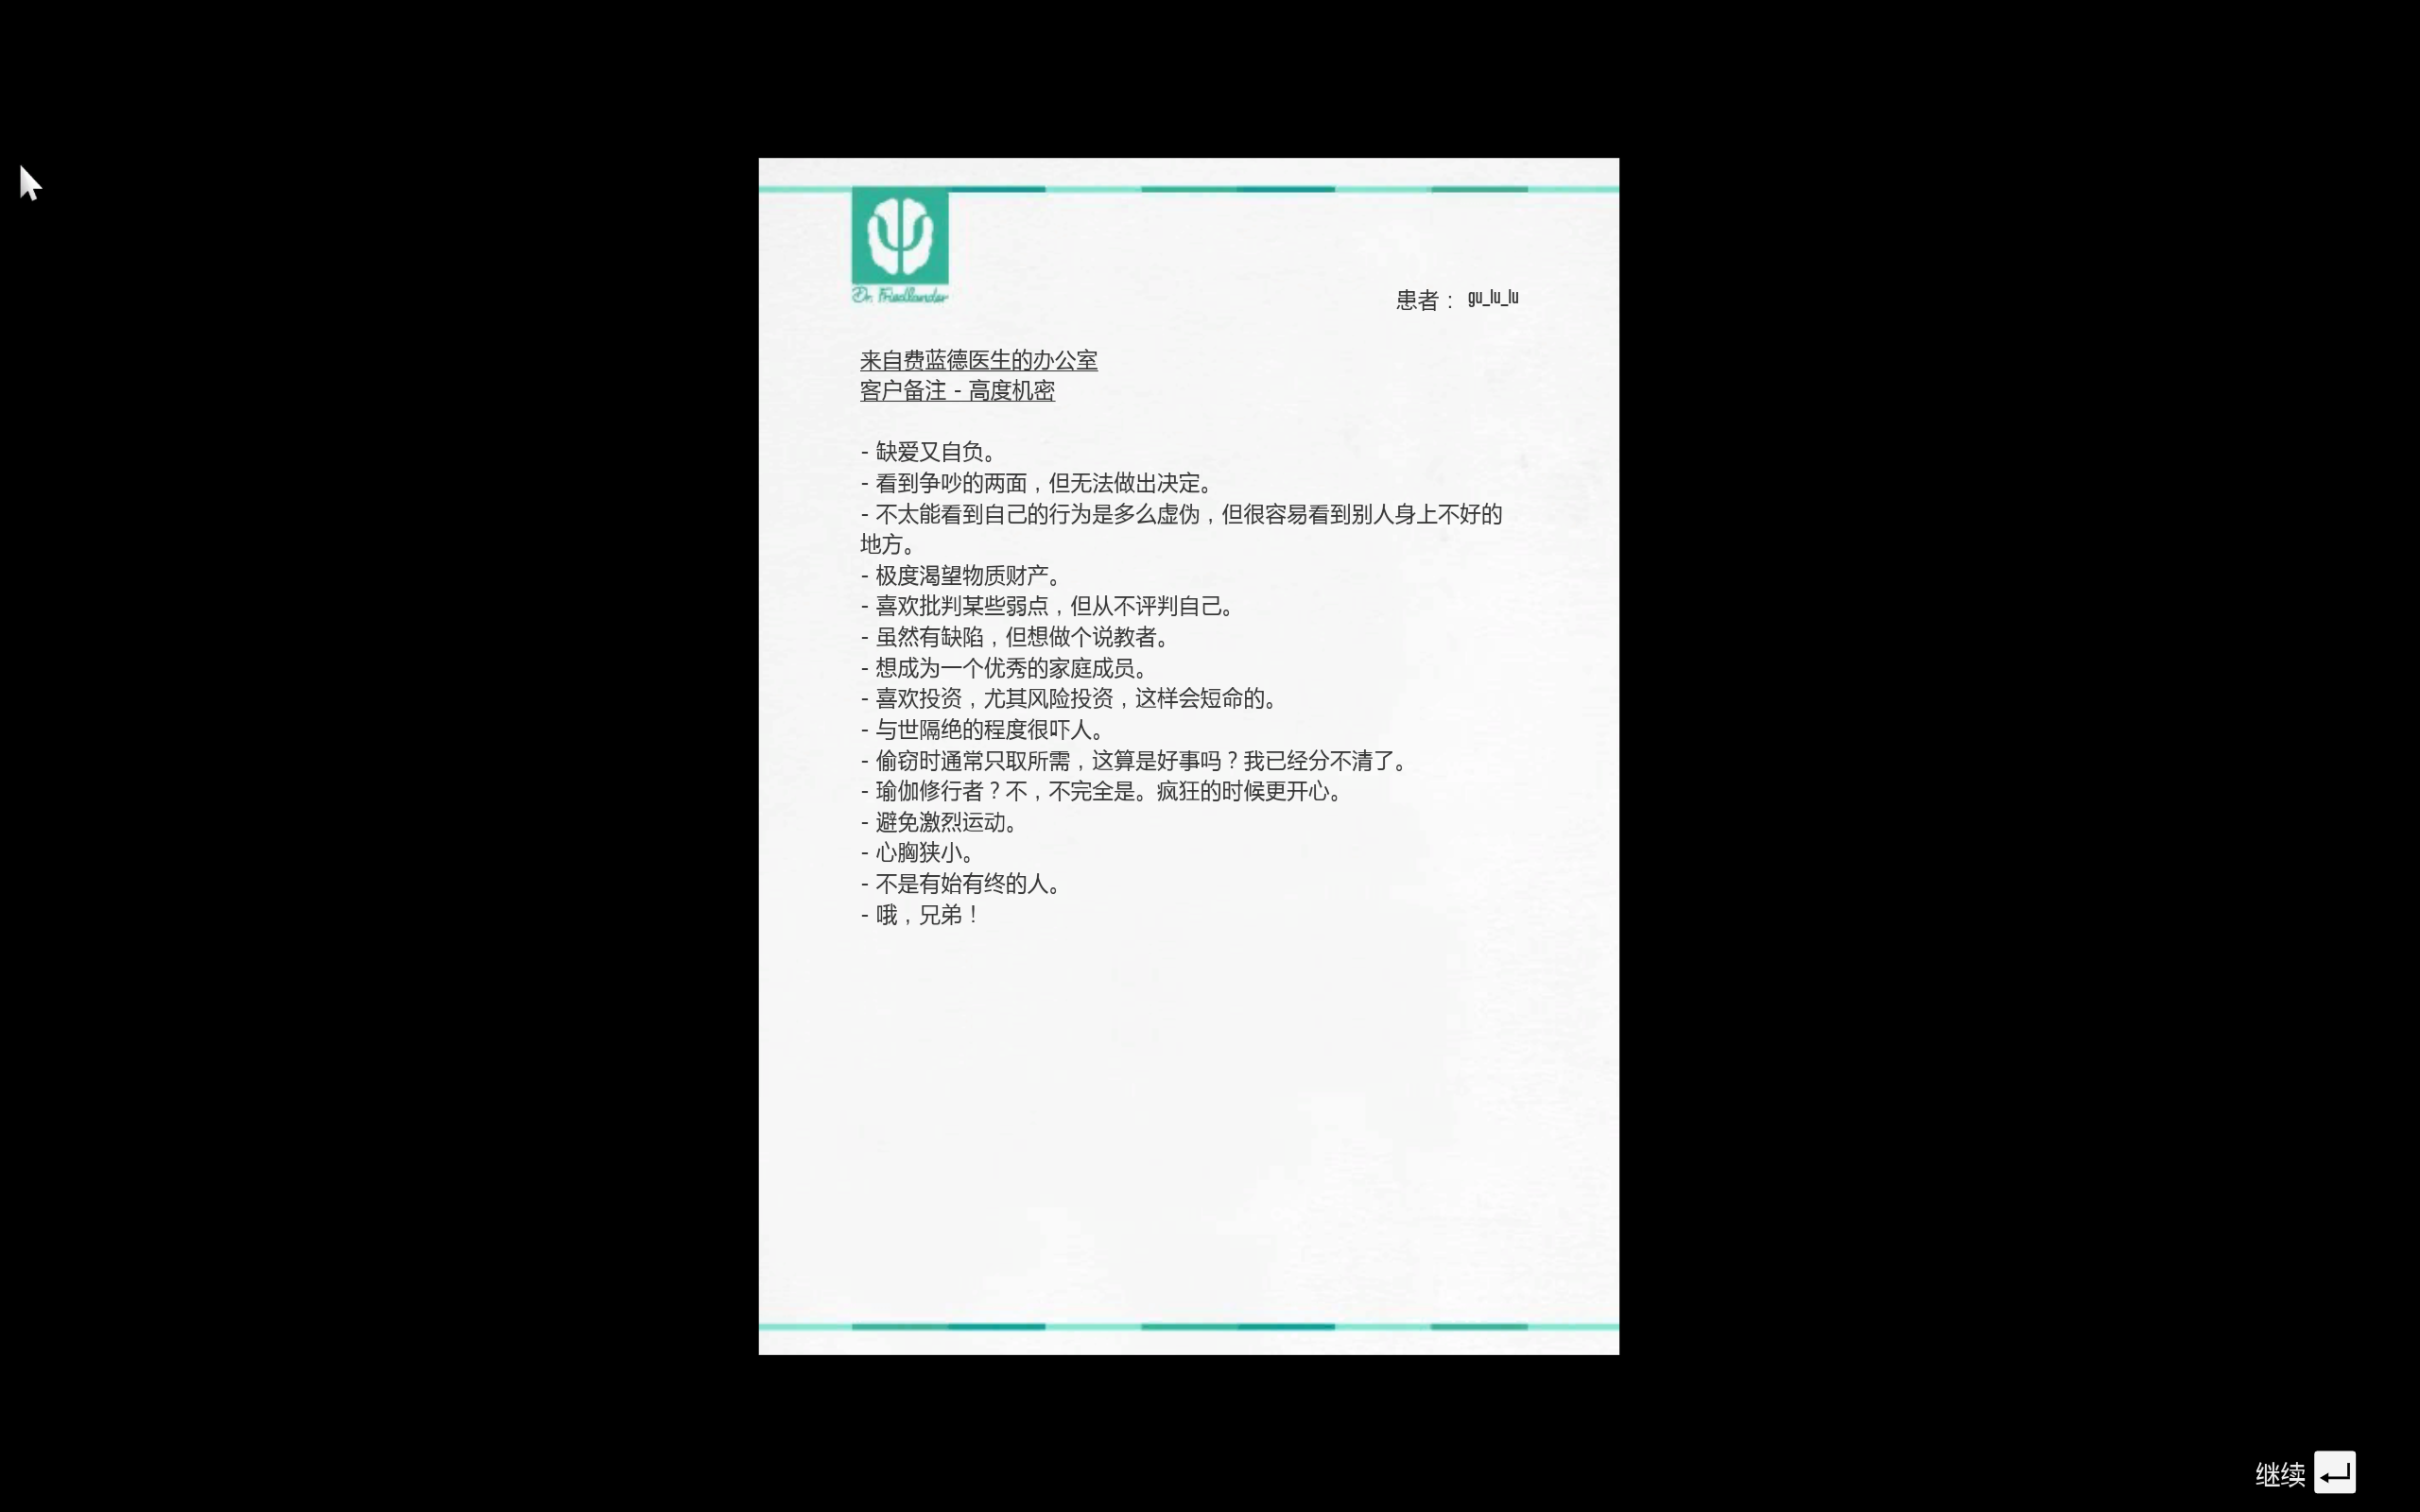 Dr. Friedlander
患者： gu_lu_lu
来自费蓝德医生的办公室
客户备注 - 高度机密
- 缺爱又自负。
- 看到争吵的两面，但无法做出决定。
- 不太能看到自己的行为是多么虚伪，但很容易看到别人身上不好的
地方。
- 极度渴望物质财产。
- 喜欢批判某些弱点，但从不评判自己。
- 虽然有缺陷，但想做个说教者。
- 想成为一个优秀的家庭成员。
- 喜欢投资，尤其风险投资，这样会短命的。
- 与世隔绝的程度很吓人。
- 偷窃时通常只取所需，这算是好事吗？我已经分不清了。
- 瑜伽修行者？不，不完全是。疯狂的时候更开心。
- 避免激烈运动。
- 心胸狭小。
- 不是有始有终的人。
- 哦，兄弟！
继续